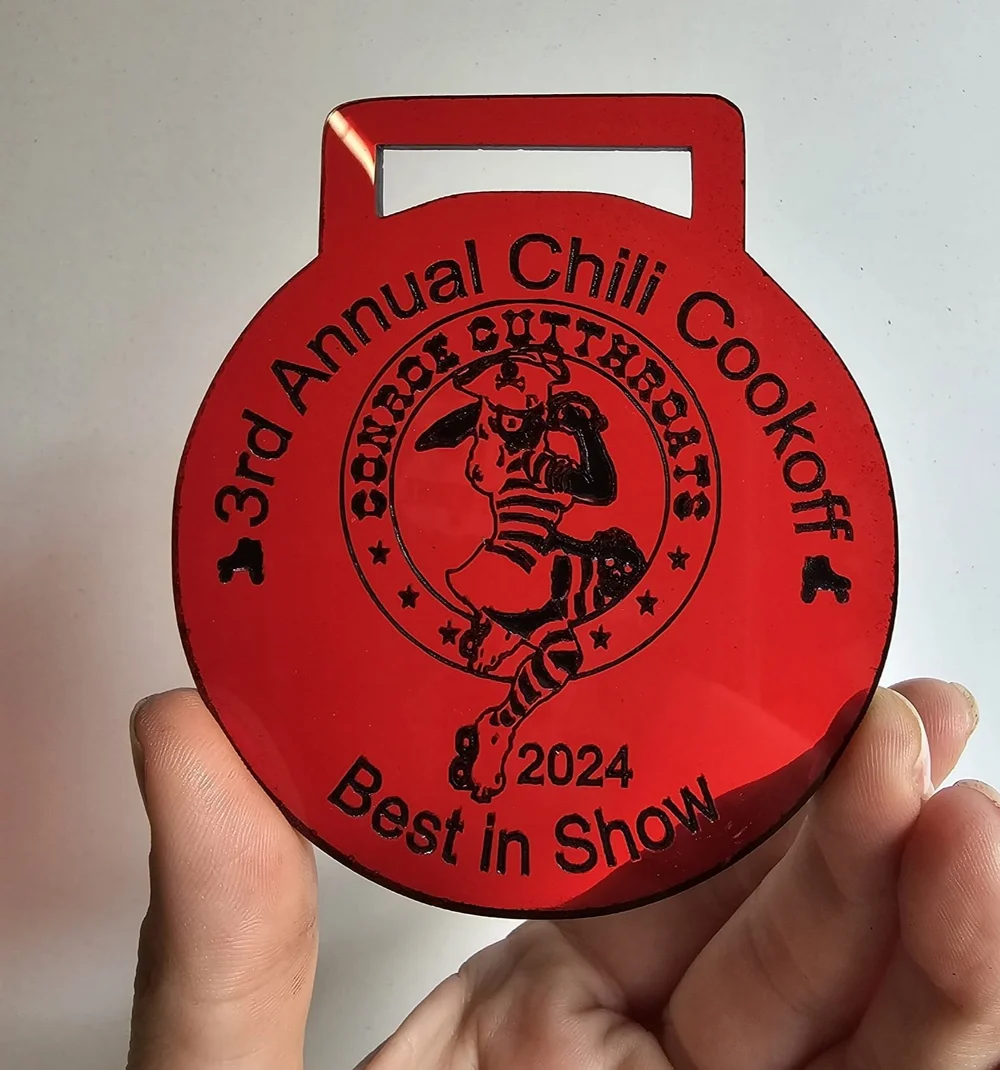 3rd Annual Chili Cookoff
CONROE CUTTHROATS
2024
Best in Show